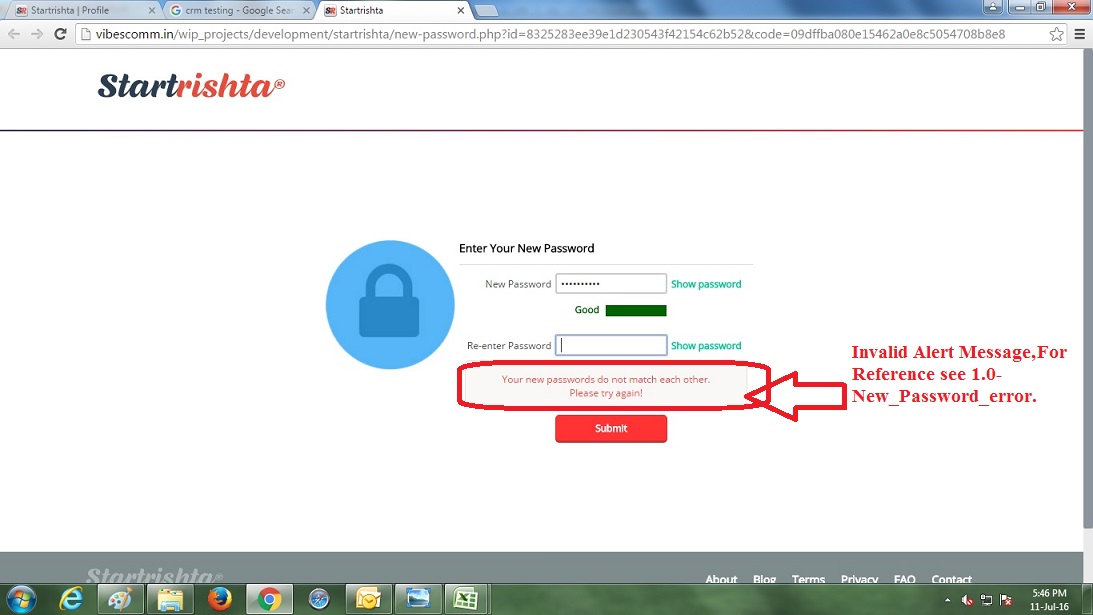 Startrishta | Profile
crm testing - Google Sear
Startrishta
vibescomm.in/wip_projects/development/startrishta/new-password.php?id=8325283ee39e1d230543f42154c62b52&code=09dffba080e15462a0e8c5054708b8e8
Startrishta®
Enter Your New Password
New Password •••••••••• Show password
Good
Re-enter Password Show password
Your new passwords do not match each other.
Please try again!
Submit
Invalid Alert Message,For
Reference see 1.0-
New_Password_error.
Startrishta®
About Blog Terms Privacy FAQ Contact
5:46 PM
11-Jul-16